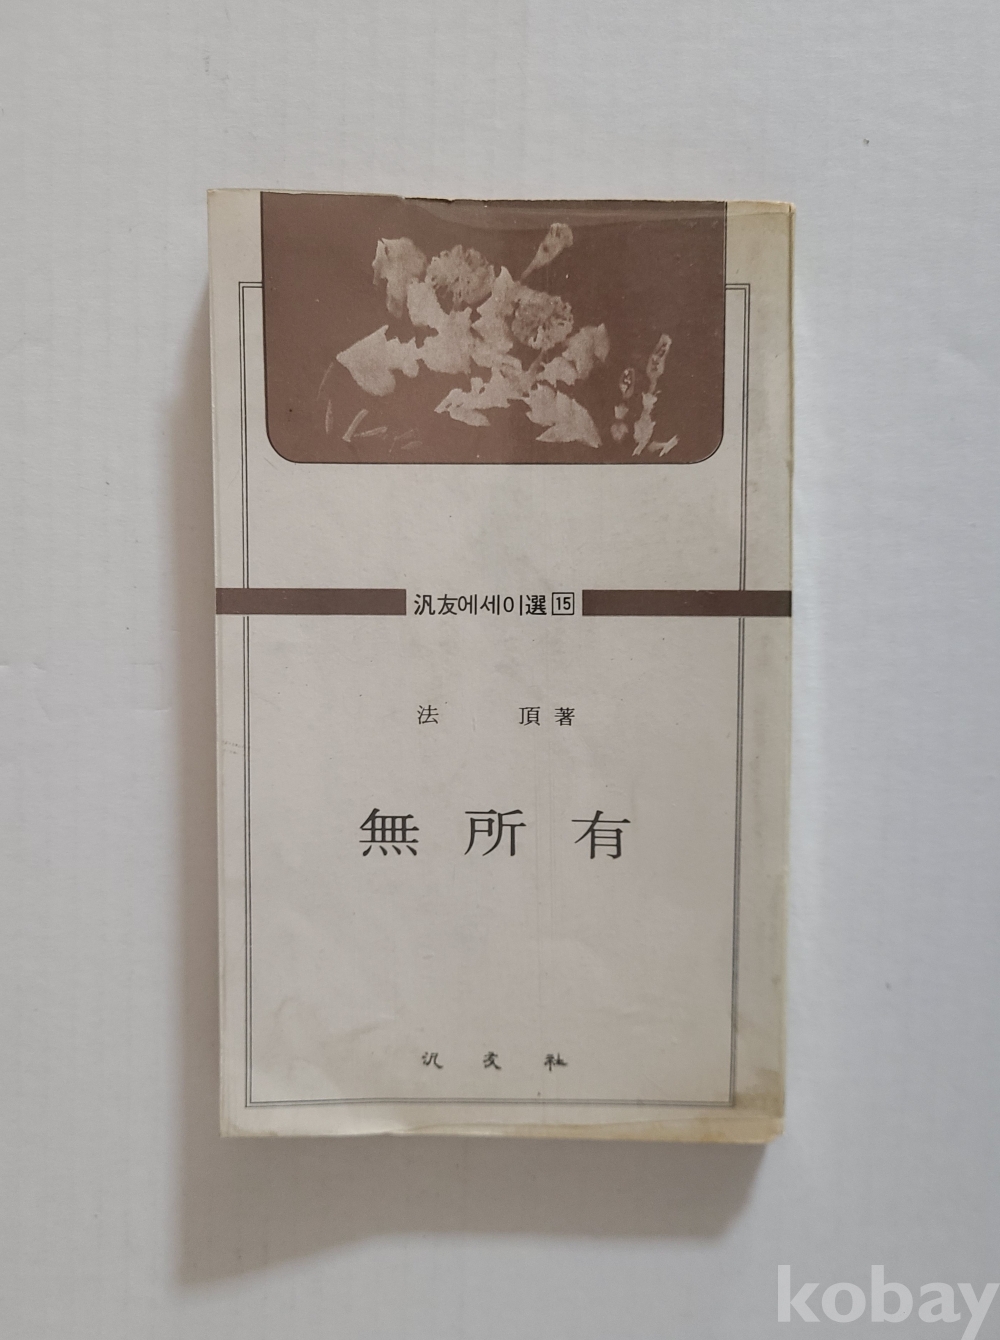 汎友에세이選 15
法 頂 著
無 所 有
汎 友 社
kobay